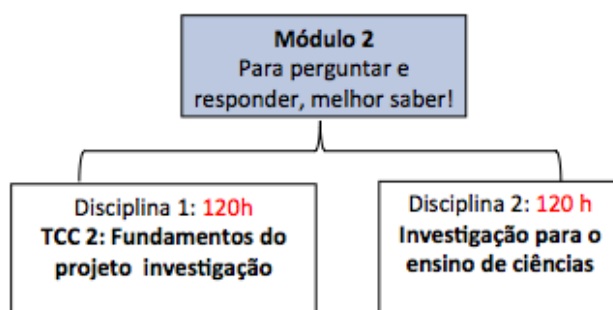 Módulo 2
Para perguntar e
responder, melhor saber!
Disciplina 1: 120h
TCC 2: Fundamentos do
projeto investigação
Disciplina 2: 120 h
Investigação para o
ensino de ciências